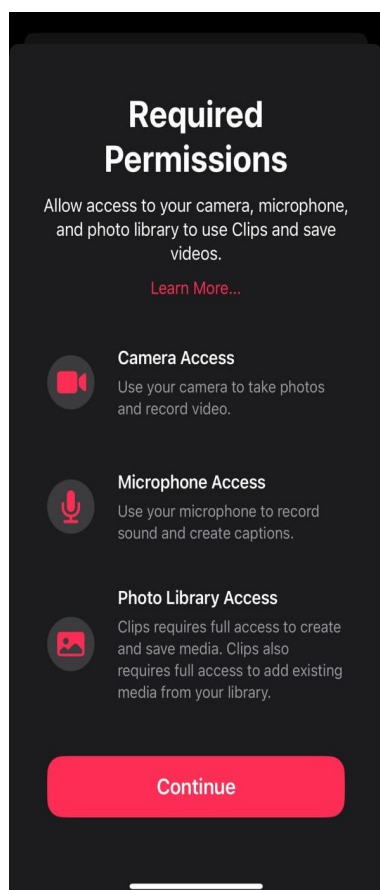 Required
Permissions
Allow access to your camera, microphone,
and photo library to use Clips and save
videos.
Learn More...
Camera Access
Use your camera to take photos
and record video.
Microphone Access
Use your microphone to record
sound and create captions.
Photo Library Access
Clips requires full access to create
and save media. Clips also
requires full access to add existing
media from your library.
Continue